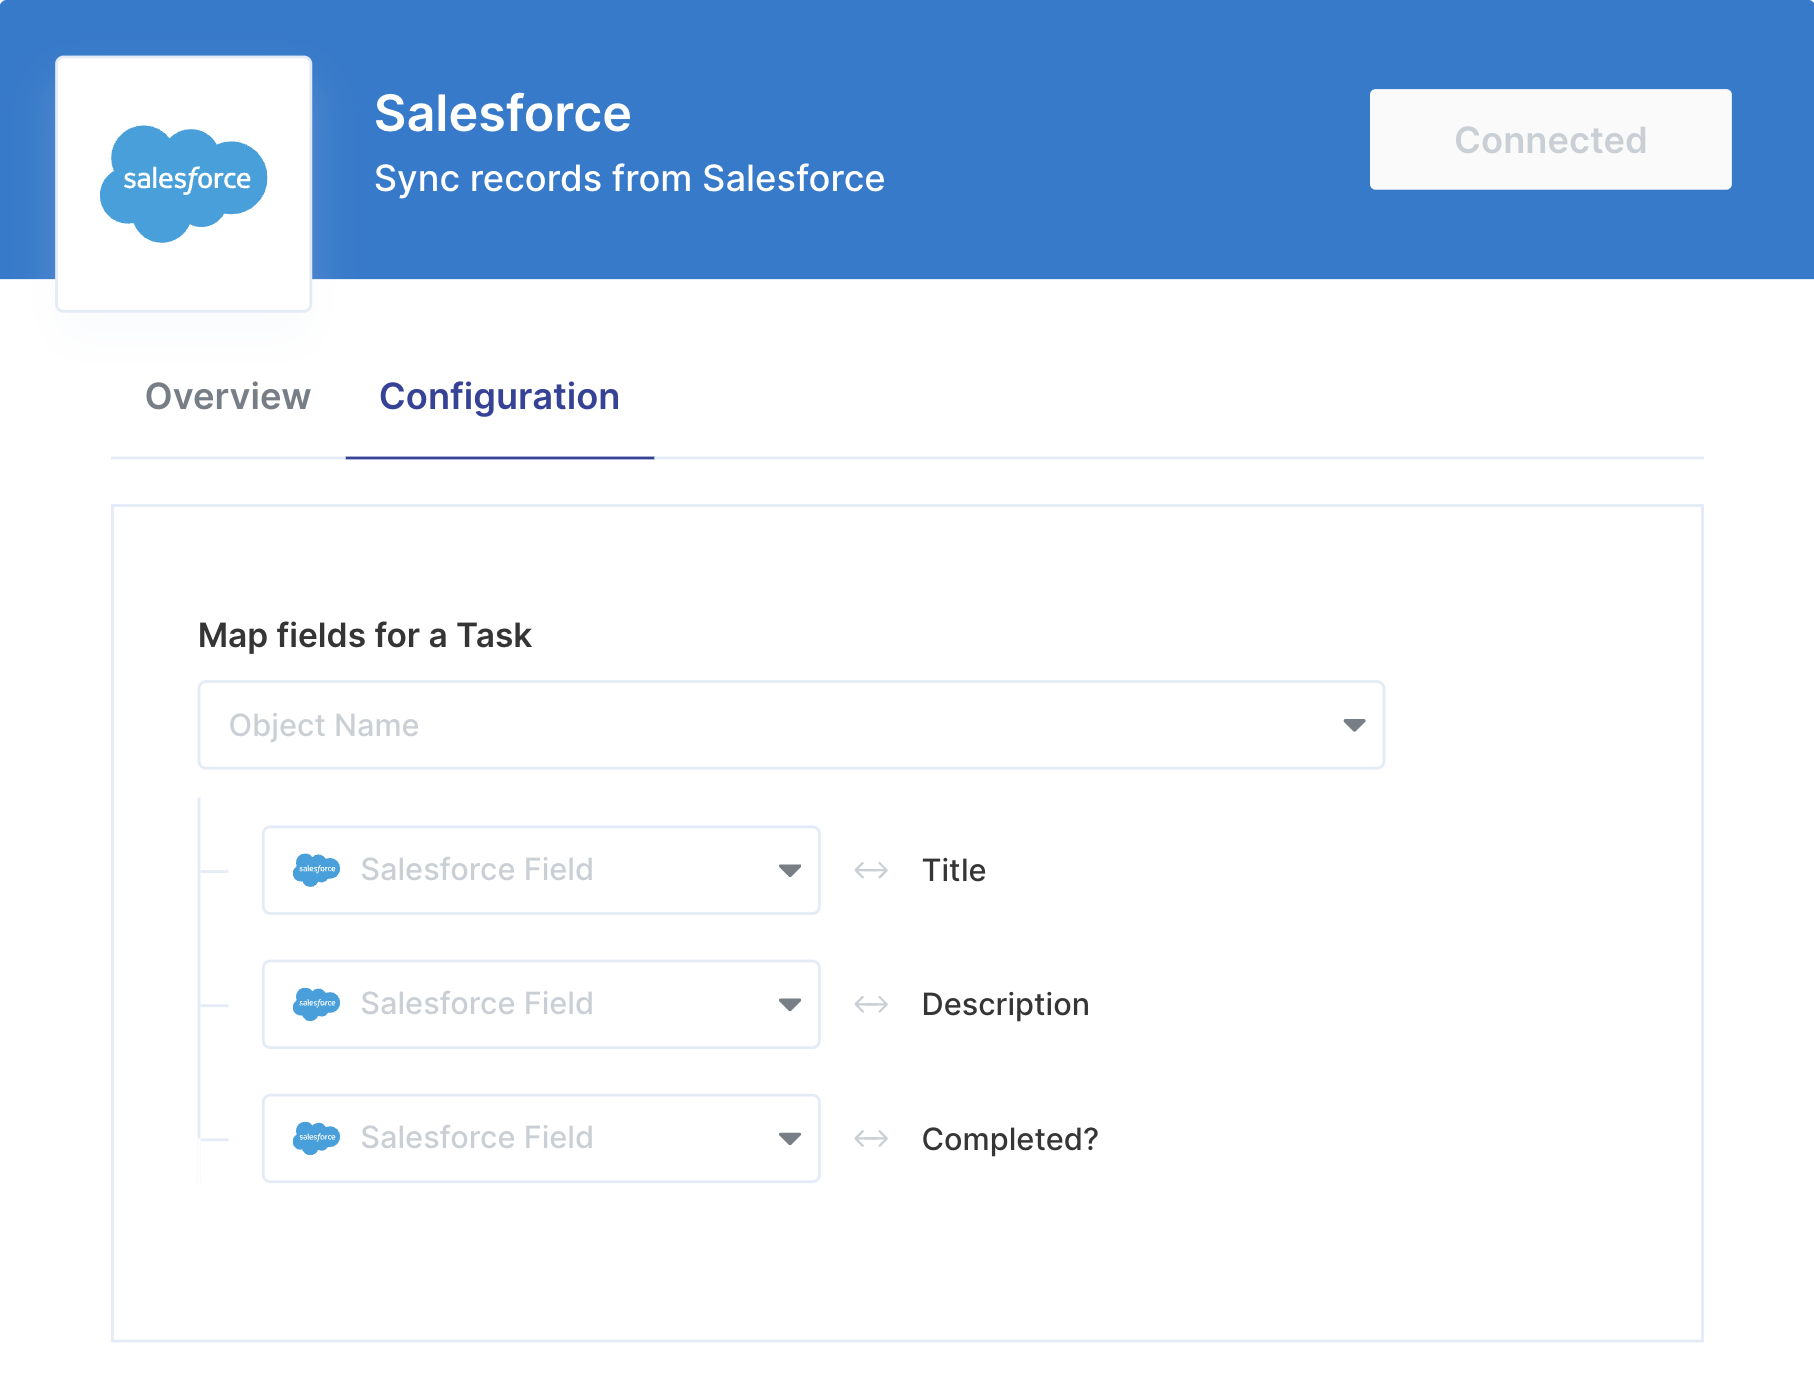 salesforce
Salesforce
Sync records from Salesforce
Connected
Overview
Configuration
Map fields for a Task
Object Name
salesforce Salesforce Field Title
salesforce Salesforce Field Description
salesforce Salesforce Field Completed?